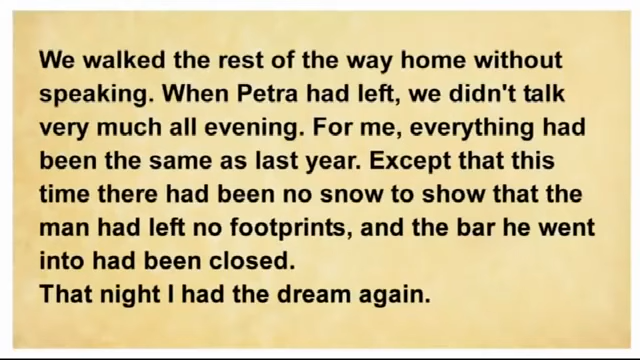 We walked the rest of the way home without
speaking. When Petra had left, we didn't talk
very much all evening. For me, everything had
been the same as last year. Except that this
time there had been no snow to show that the
man had left no footprints, and the bar he went
into had been closed.
That night I had the dream again.